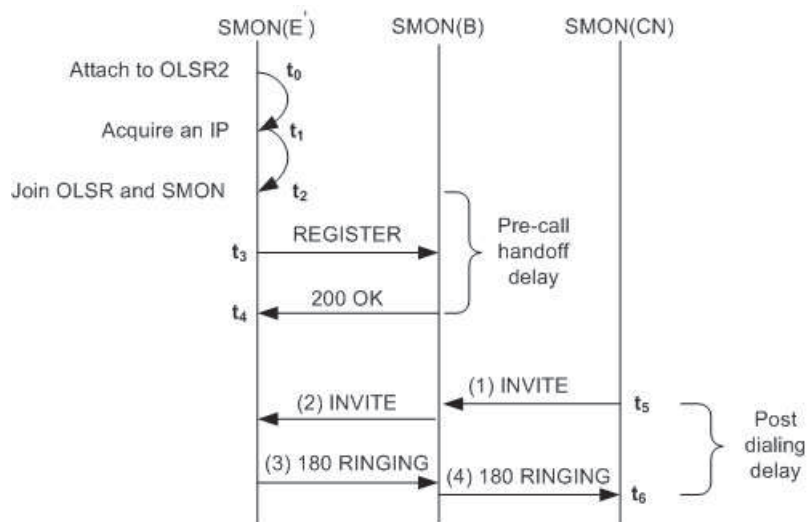 SMON(E')
SMON(B)
SMON(CN)
Attach to OLSR2
t0
Acquire an IP
t1
Join OLSR and SMON
t2
REGISTER
t3
Pre-call
handoff
delay
200 OK
t4
(1) INVITE
t5
(2) INVITE
Post
dialing
delay
(3) 180 RINGING
(4) 180 RINGING
t6